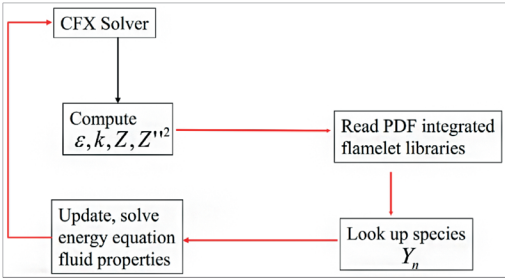 CFX Solver
Compute
ε, k, Z, Z''²
Read PDF integrated
flamelet libraries
Update, solve
energy equation
fluid properties
Look up species
Yₙ